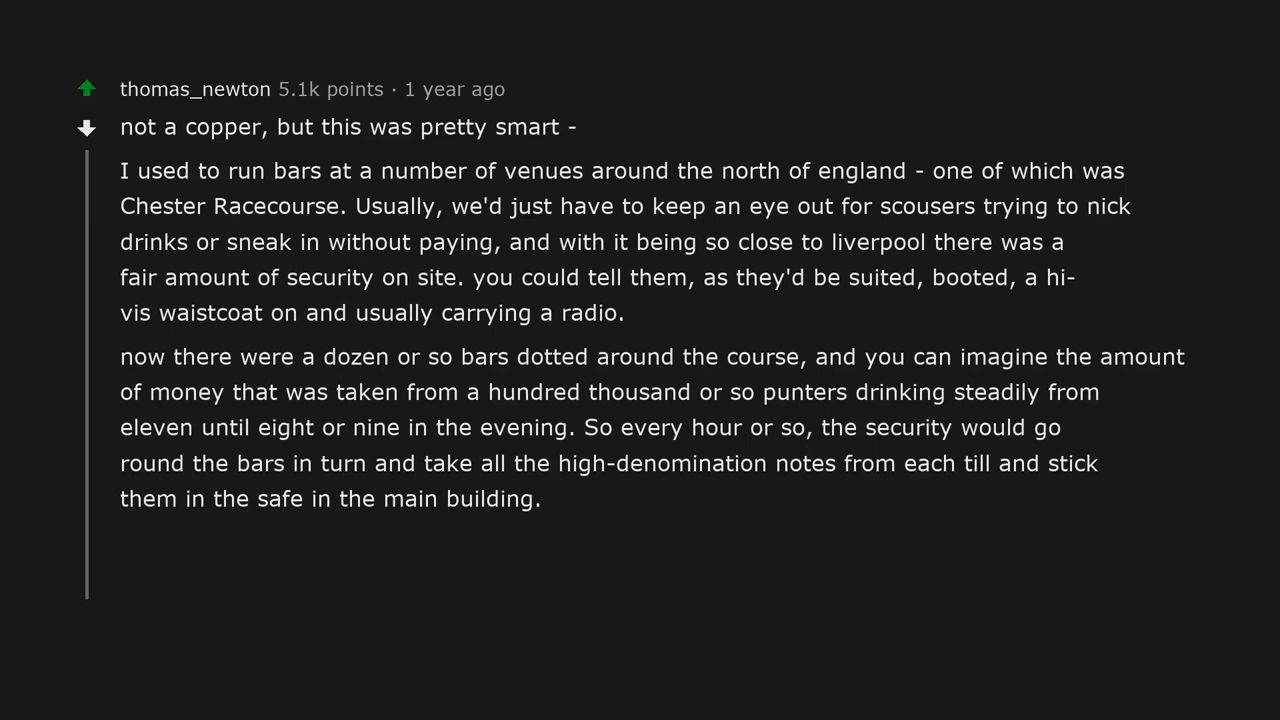 thomas_newton 5.1k points · 1 year ago
not a copper, but this was pretty smart -
I used to run bars at a number of venues around the north of england - one of which was
Chester Racecourse. Usually, we'd just have to keep an eye out for scousers trying to nick
drinks or sneak in without paying, and with it being so close to liverpool there was a
fair amount of security on site. you could tell them, as they'd be suited, booted, a hi-
vis waistcoat on and usually carrying a radio.
now there were a dozen or so bars dotted around the course, and you can imagine the amount
of money that was taken from a hundred thousand or so punters drinking steadily from
eleven until eight or nine in the evening. So every hour or so, the security would go
round the bars in turn and take all the high-denomination notes from each till and stick
them in the safe in the main building.